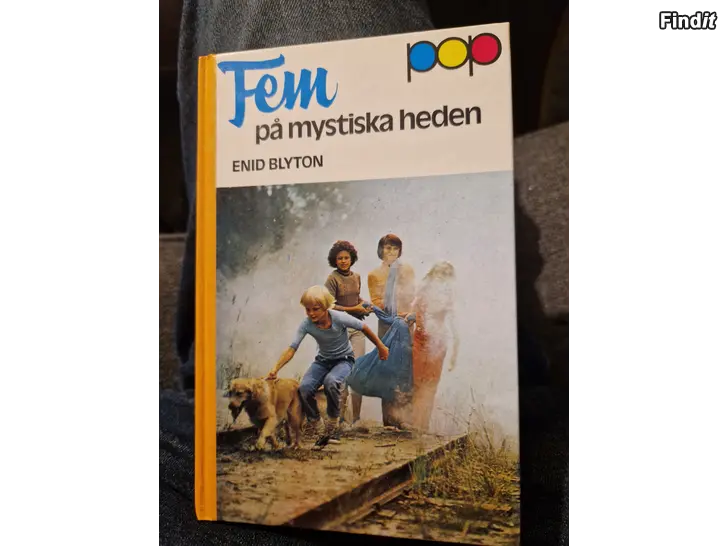 Findit
pop
Fem
på mystiska heden
ENID BLYTON